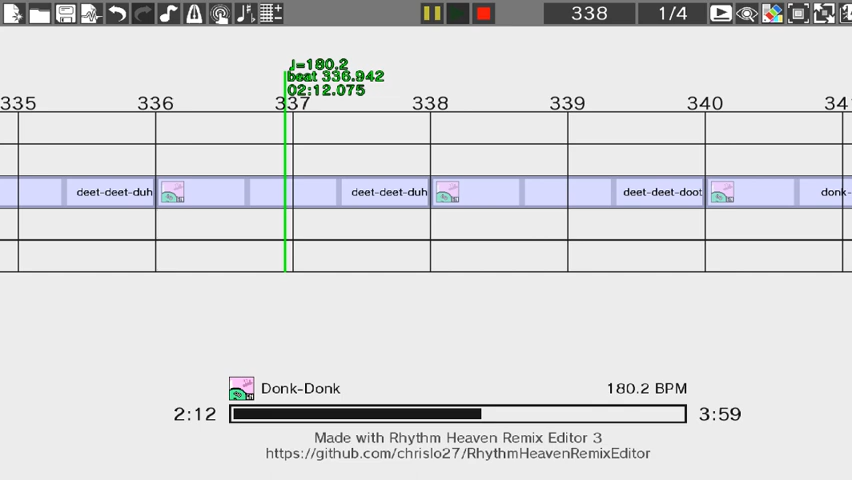 338 1/4
♩=180.2
beat 336.942
02:12.075
335 336 337 338 339 340 341
deet-deet-duh deet-deet-duh deet-deet-doot donk-
Donk-Donk 180.2 BPM
2:12 3:59
Made with Rhythm Heaven Remix Editor 3
https://github.com/chrislo27/RhythmHeavenRemixEditor